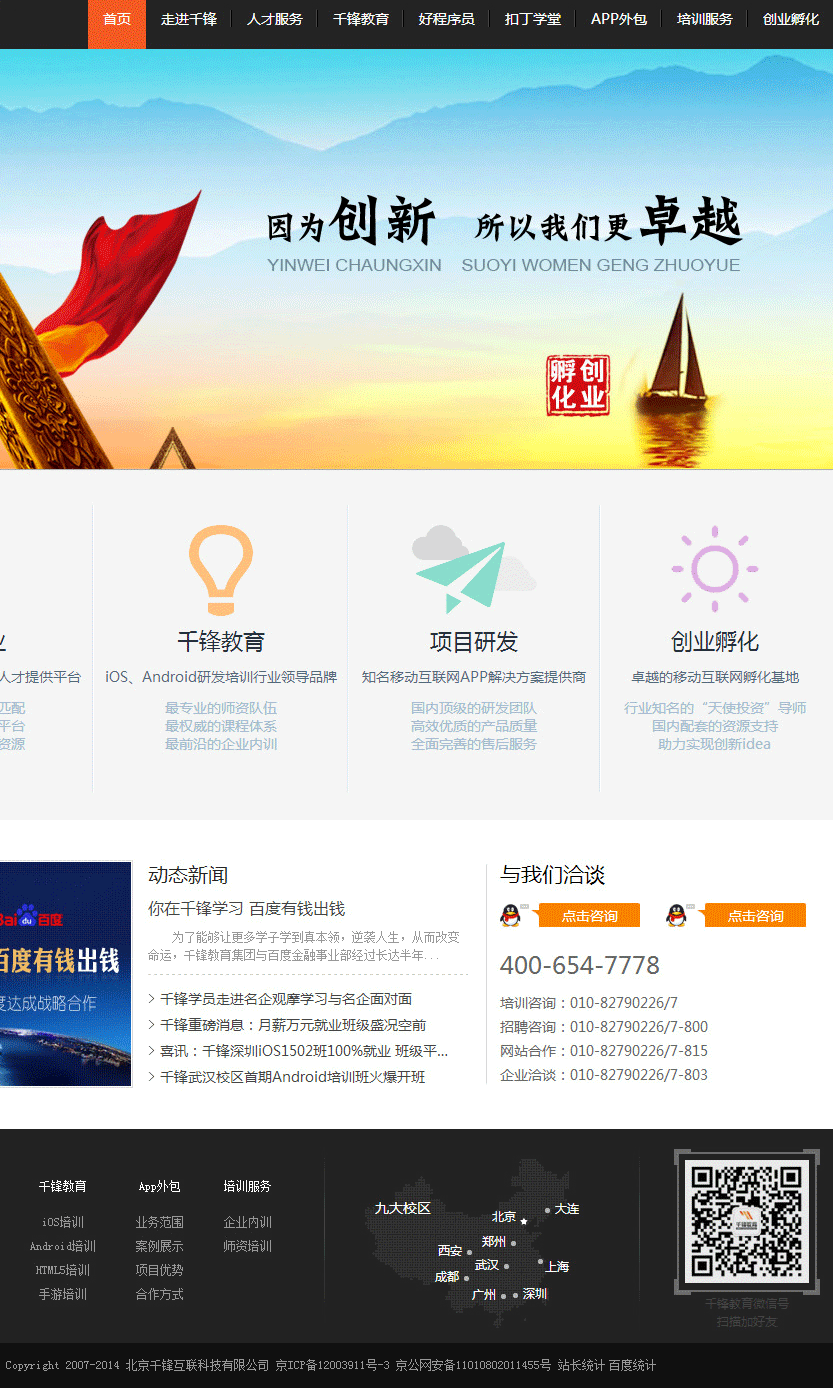 首页 走进千锋 人才服务 千锋教育 好程序员 扣丁学堂 APP外包 培训服务 创业孵化
因为创新 所以我们更卓越
YINWEI CHAUNGXIN SUOYI WOMEN GENG ZHUOYUE
孵化 创业
业
人才提供平台
匹配
平台
资源
千锋教育
iOS、Android研发培训行业领导品牌
最专业的师资队伍
最权威的课程体系
最前沿的企业内训
项目研发
知名移动互联网APP解决方案提供商
国内顶级的研发团队
高效优质的产品质量
全面完善的售后服务
创业孵化
卓越的移动互联网孵化基地
行业知名的“天使投资”导师
国内配套的资源支持
助力实现创新idea
Bai du 百度
百度有钱出钱
度达成战略合作
动态新闻
你在千锋学习 百度有钱出钱
为了能够让更多学子学到真本领，逆袭人生，从而改变
命运，千锋教育集团与百度金融事业部经过长达半年...
> 千锋学员走进名企观摩学习与名企面对面
> 千锋重磅消息：月薪万元就业班级盛况空前
> 喜讯：千锋深圳iOS1502班100%就业 班级平...
> 千锋武汉校区首期Android培训班火爆开班
与我们洽谈
点击咨询 点击咨询
400-654-7778
培训咨询：010-82790226/7
招聘咨询：010-82790226/7-800
网站合作：010-82790226/7-815
企业洽谈：010-82790226/7-803
千锋教育 App外包 培训服务
iOS培训 业务范围 企业内训
Android培训 案例展示 师资培训
HTML5培训 项目优势
手游培训 合作方式
九大校区
北京
大连
郑州
西安
武汉
上海
成都
广州
深圳
千锋教育
千锋教育微信号
扫描加好友
Copyright 2007-2014 北京千锋互联科技有限公司 京ICP备12003911号-3 京公网安备11010802011455号 站长统计 百度统计